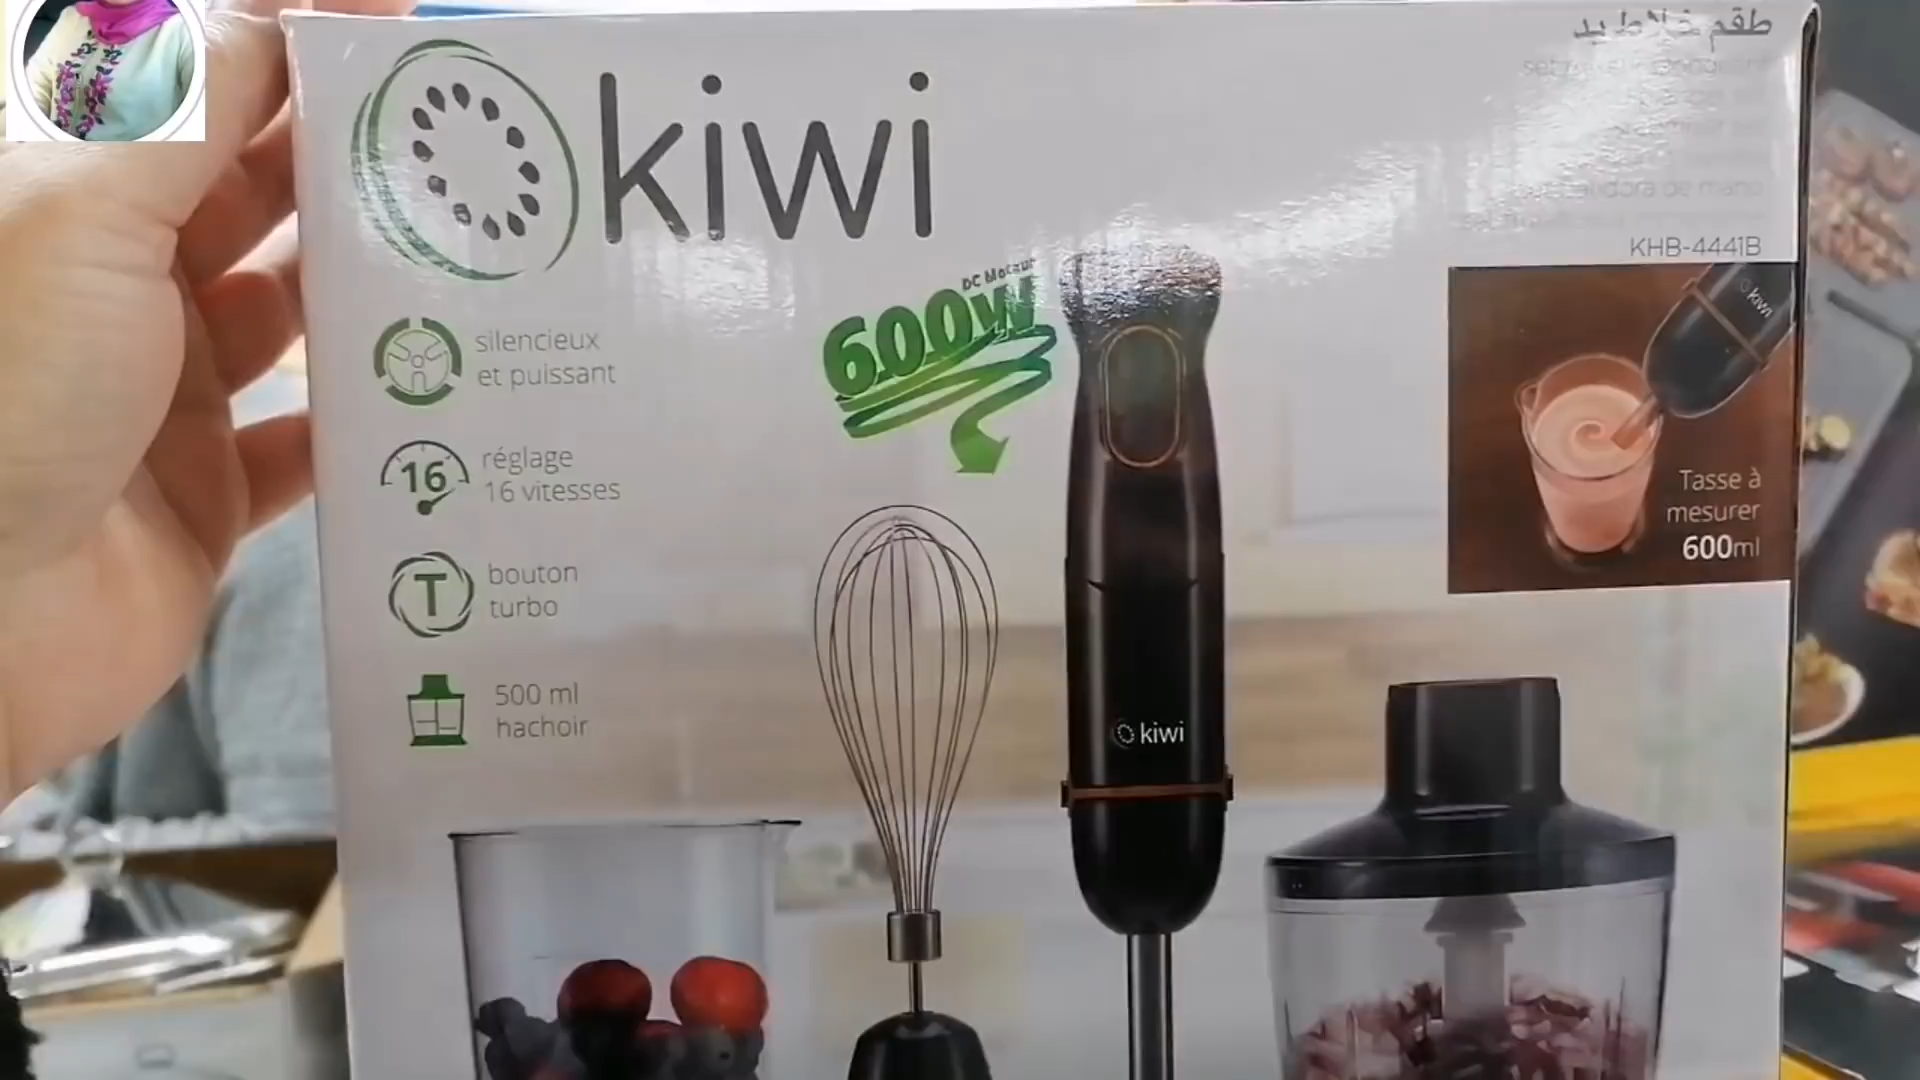 kiwi
طقم خلاط يد
KHB-4441B
DC Moteur
600w
silencieux
et puissant
16
réglage
16 vitesses
T
bouton
turbo
500 ml
hachoir
kiwi
Tasse à
mesurer
600ml
kiwi